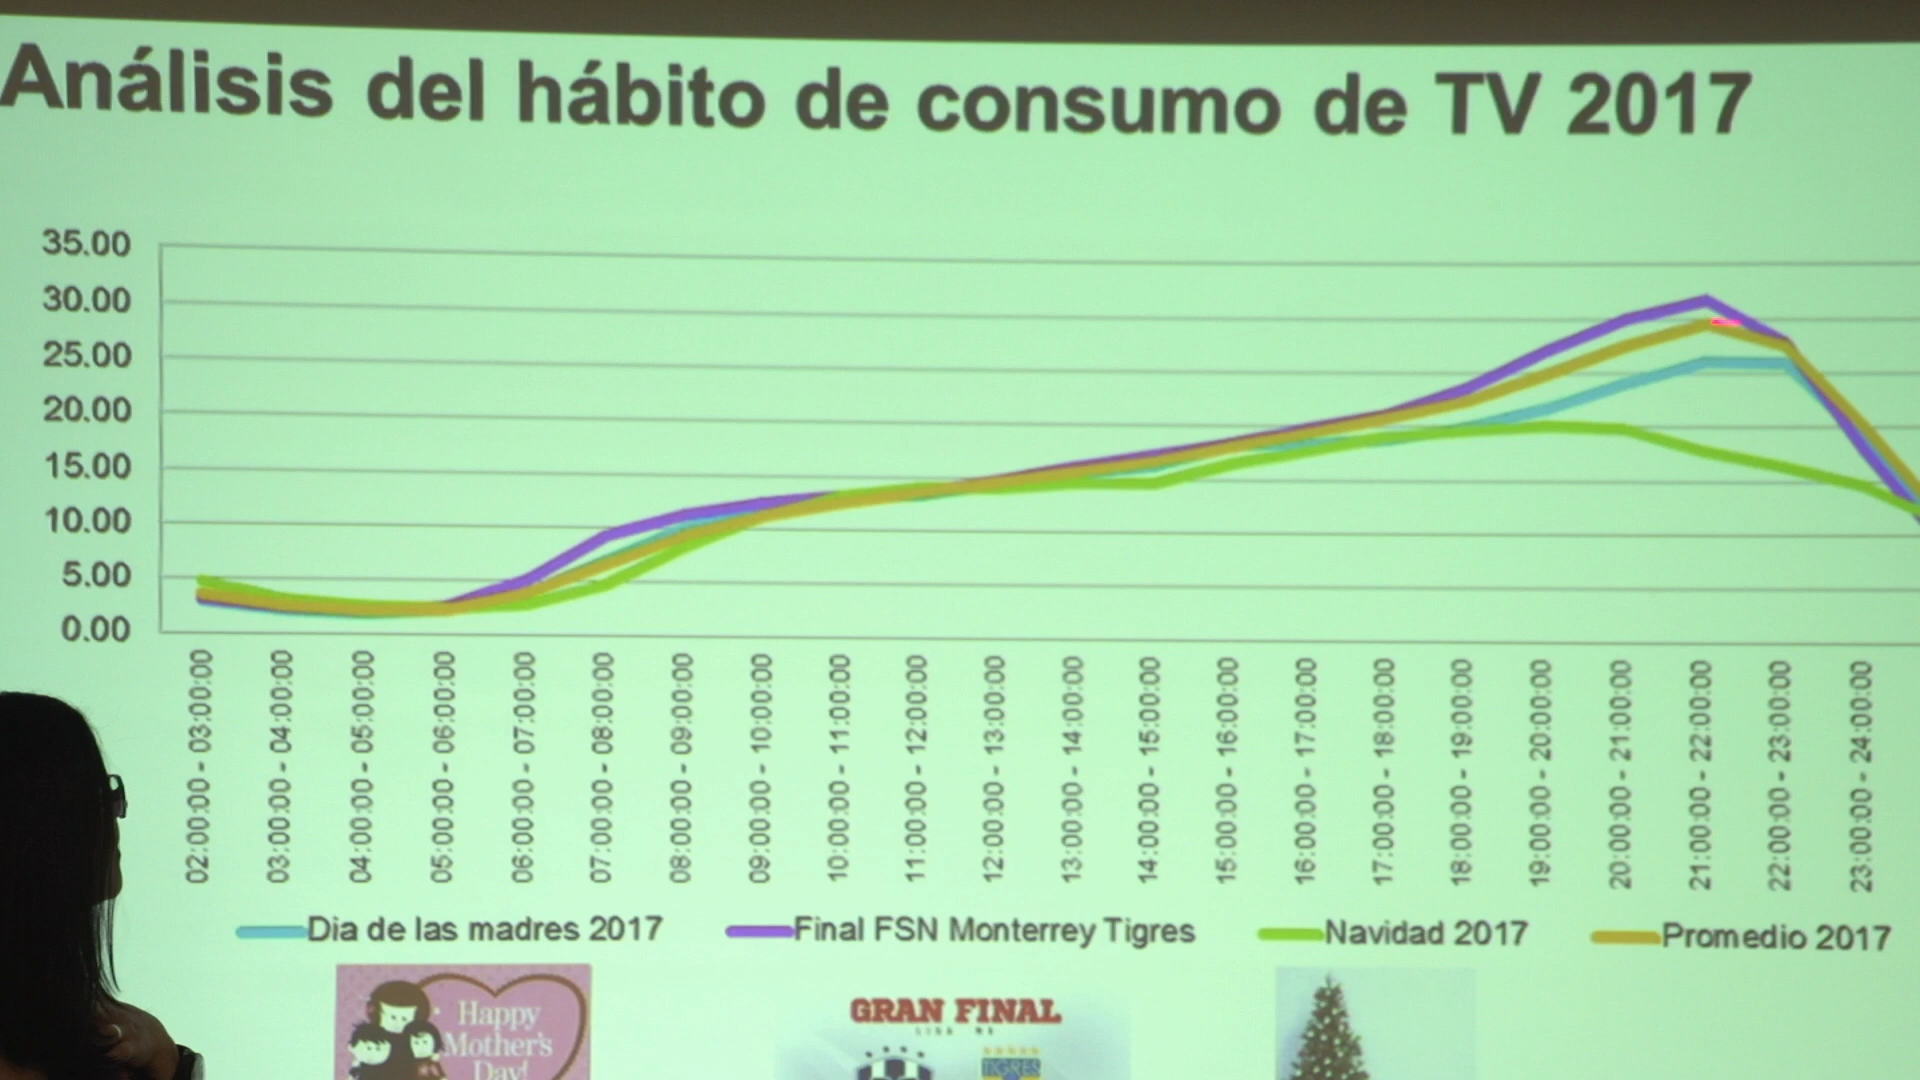 Análisis del hábito de consumo de TV 2017
35.00
30.00
25.00
20.00
15.00
10.00
5.00
0.00
02:00:00 - 03:00:00
03:00:00 - 04:00:00
04:00:00 - 05:00:00
05:00:00 - 06:00:00
06:00:00 - 07:00:00
07:00:00 - 08:00:00
08:00:00 - 09:00:00
09:00:00 - 10:00:00
10:00:00 - 11:00:00
11:00:00 - 12:00:00
12:00:00 - 13:00:00
13:00:00 - 14:00:00
14:00:00 - 15:00:00
15:00:00 - 16:00:00
16:00:00 - 17:00:00
17:00:00 - 18:00:00
18:00:00 - 19:00:00
19:00:00 - 20:00:00
20:00:00 - 21:00:00
21:00:00 - 22:00:00
22:00:00 - 23:00:00
23:00:00 - 24:00:00
Dia de las madres 2017
Final FSN Monterrey Tigres
Navidad 2017
Promedio 2017
Happy
Mother's
Day!
GRAN FINAL
TIGRES